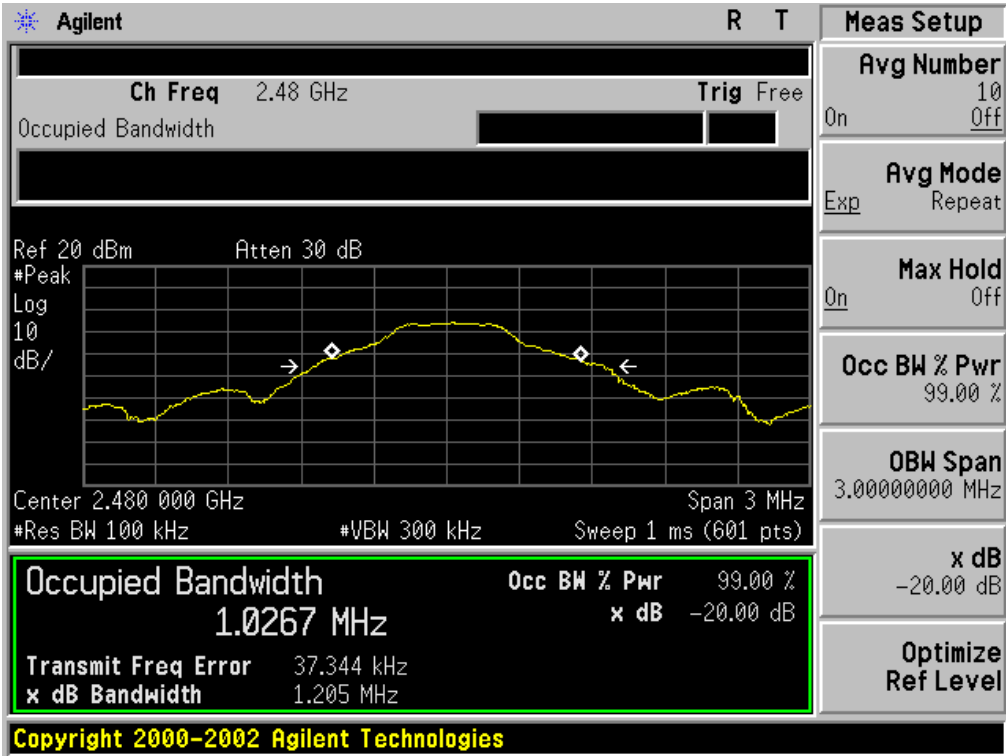 Agilent R T
Ch Freq 2.48 GHz Trig Free
Occupied Bandwidth
Ref 20 dBm Atten 30 dB
#Peak
Log
10
dB/
Center 2.480 000 GHz Span 3 MHz
#Res BW 100 kHz #VBW 300 kHz Sweep 1 ms (601 pts)
Occupied Bandwidth
1.0267 MHz
Occ BW % Pwr 99.00 %
x dB -20.00 dB
Transmit Freq Error 37.344 kHz
x dB Bandwidth 1.205 MHz
Copyright 2000-2002 Agilent Technologies
Meas Setup
Avg Number
10
On Off
Avg Mode
Exp Repeat
Max Hold
On Off
Occ BW % Pwr
99.00 %
OBW Span
3.00000000 MHz
x dB
-20.00 dB
Optimize
Ref Level